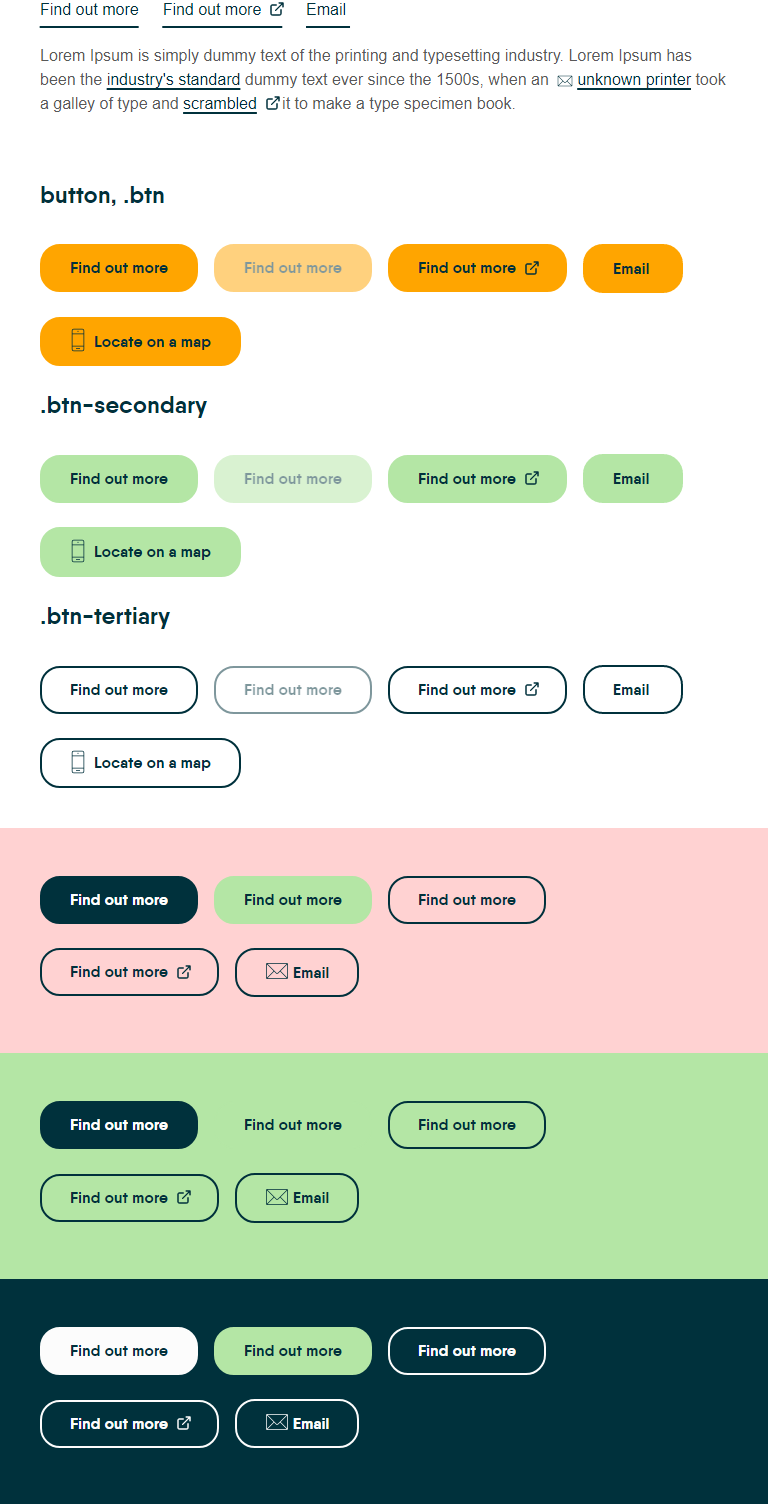 Find out more Find out more Email
Lorem Ipsum is simply dummy text of the printing and typesetting industry. Lorem Ipsum has
been the industry's standard dummy text ever since the 1500s, when an unknown printer took
a galley of type and scrambled it to make a type specimen book.
button, .btn
Find out more Find out more Find out more Email
Locate on a map
.btn-secondary
Find out more Find out more Find out more Email
Locate on a map
.btn-tertiary
Find out more Find out more Find out more Email
Locate on a map
Find out more Find out more Find out more
Find out more Email
Find out more Find out more Find out more
Find out more Email
Find out more Find out more Find out more
Find out more Email